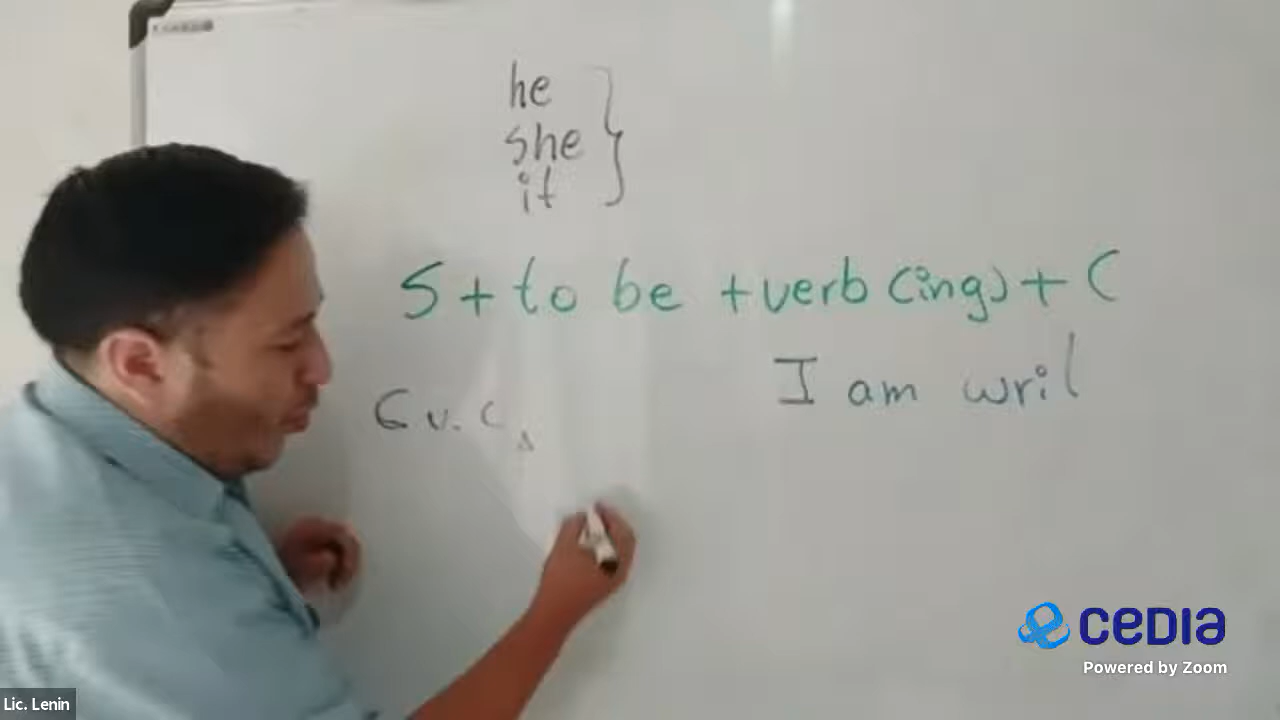 he
she
it
S + to be + verb (ing) + C
I am wri
cedia
Powered by Zoom
Lic. Lenin